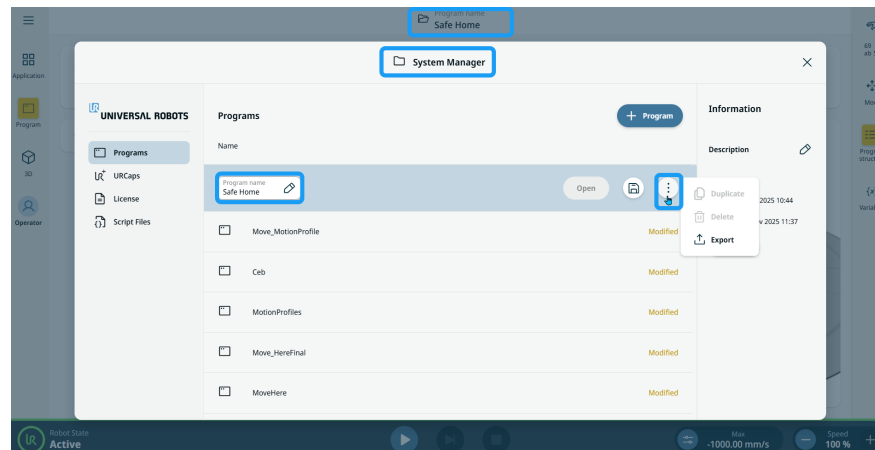 Program name
Safe Home
System Manager
Application
Program
3D
Operator
UNIVERSAL ROBOTS
Programs
URCaps
License
Script Files
Programs
+ Program
Name
Program name
Safe Home
Open
Move_MotionProfile
Modified
Ceb
Modified
MotionProfiles
Modified
Move_HereFinal
Modified
MoveHere
Modified
Information
Description
Duplicate
Delete
Export
2025 10:44
2025 11:37
Robot State
Active
Max
-1000.00 mm/s
Speed
100 %